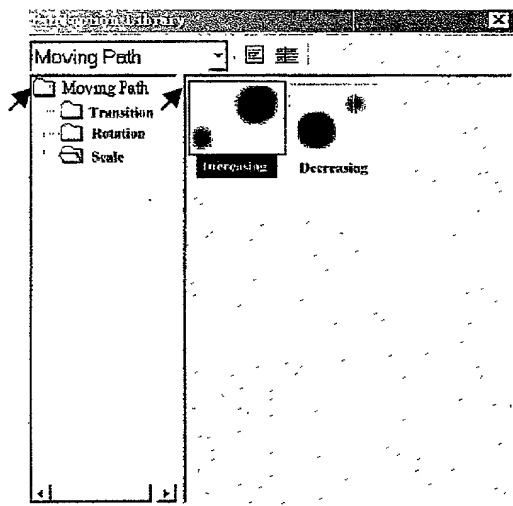 Moving Path
Moving Path
Transition
Rotation
Scale
Increasing
Decreasing